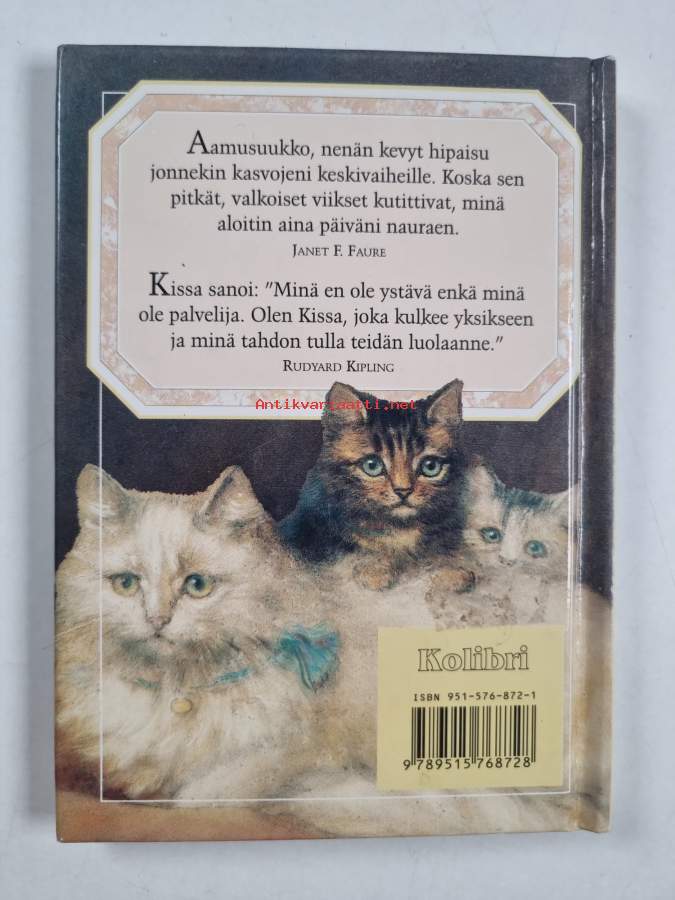 Aamusuukko, nenän kevyt hipaisu
jonnekin kasvojeni keskivaiheille. Koska sen
pitkät, valkoiset viikset kutittivat, minä
aloitin aina päiväni nauraen.
JANET F. FAURE
Kissa sanoi: ”Minä en ole ystävä enkä minä
ole palvelija. Olen Kissa, joka kulkee yksikseen
ja minä tahdon tulla teidän luolaanne.”
RUDYARD KIPLING
Antikvariaatti.net
Kolibri
ISBN 951-576-872-1
9 789515 768728